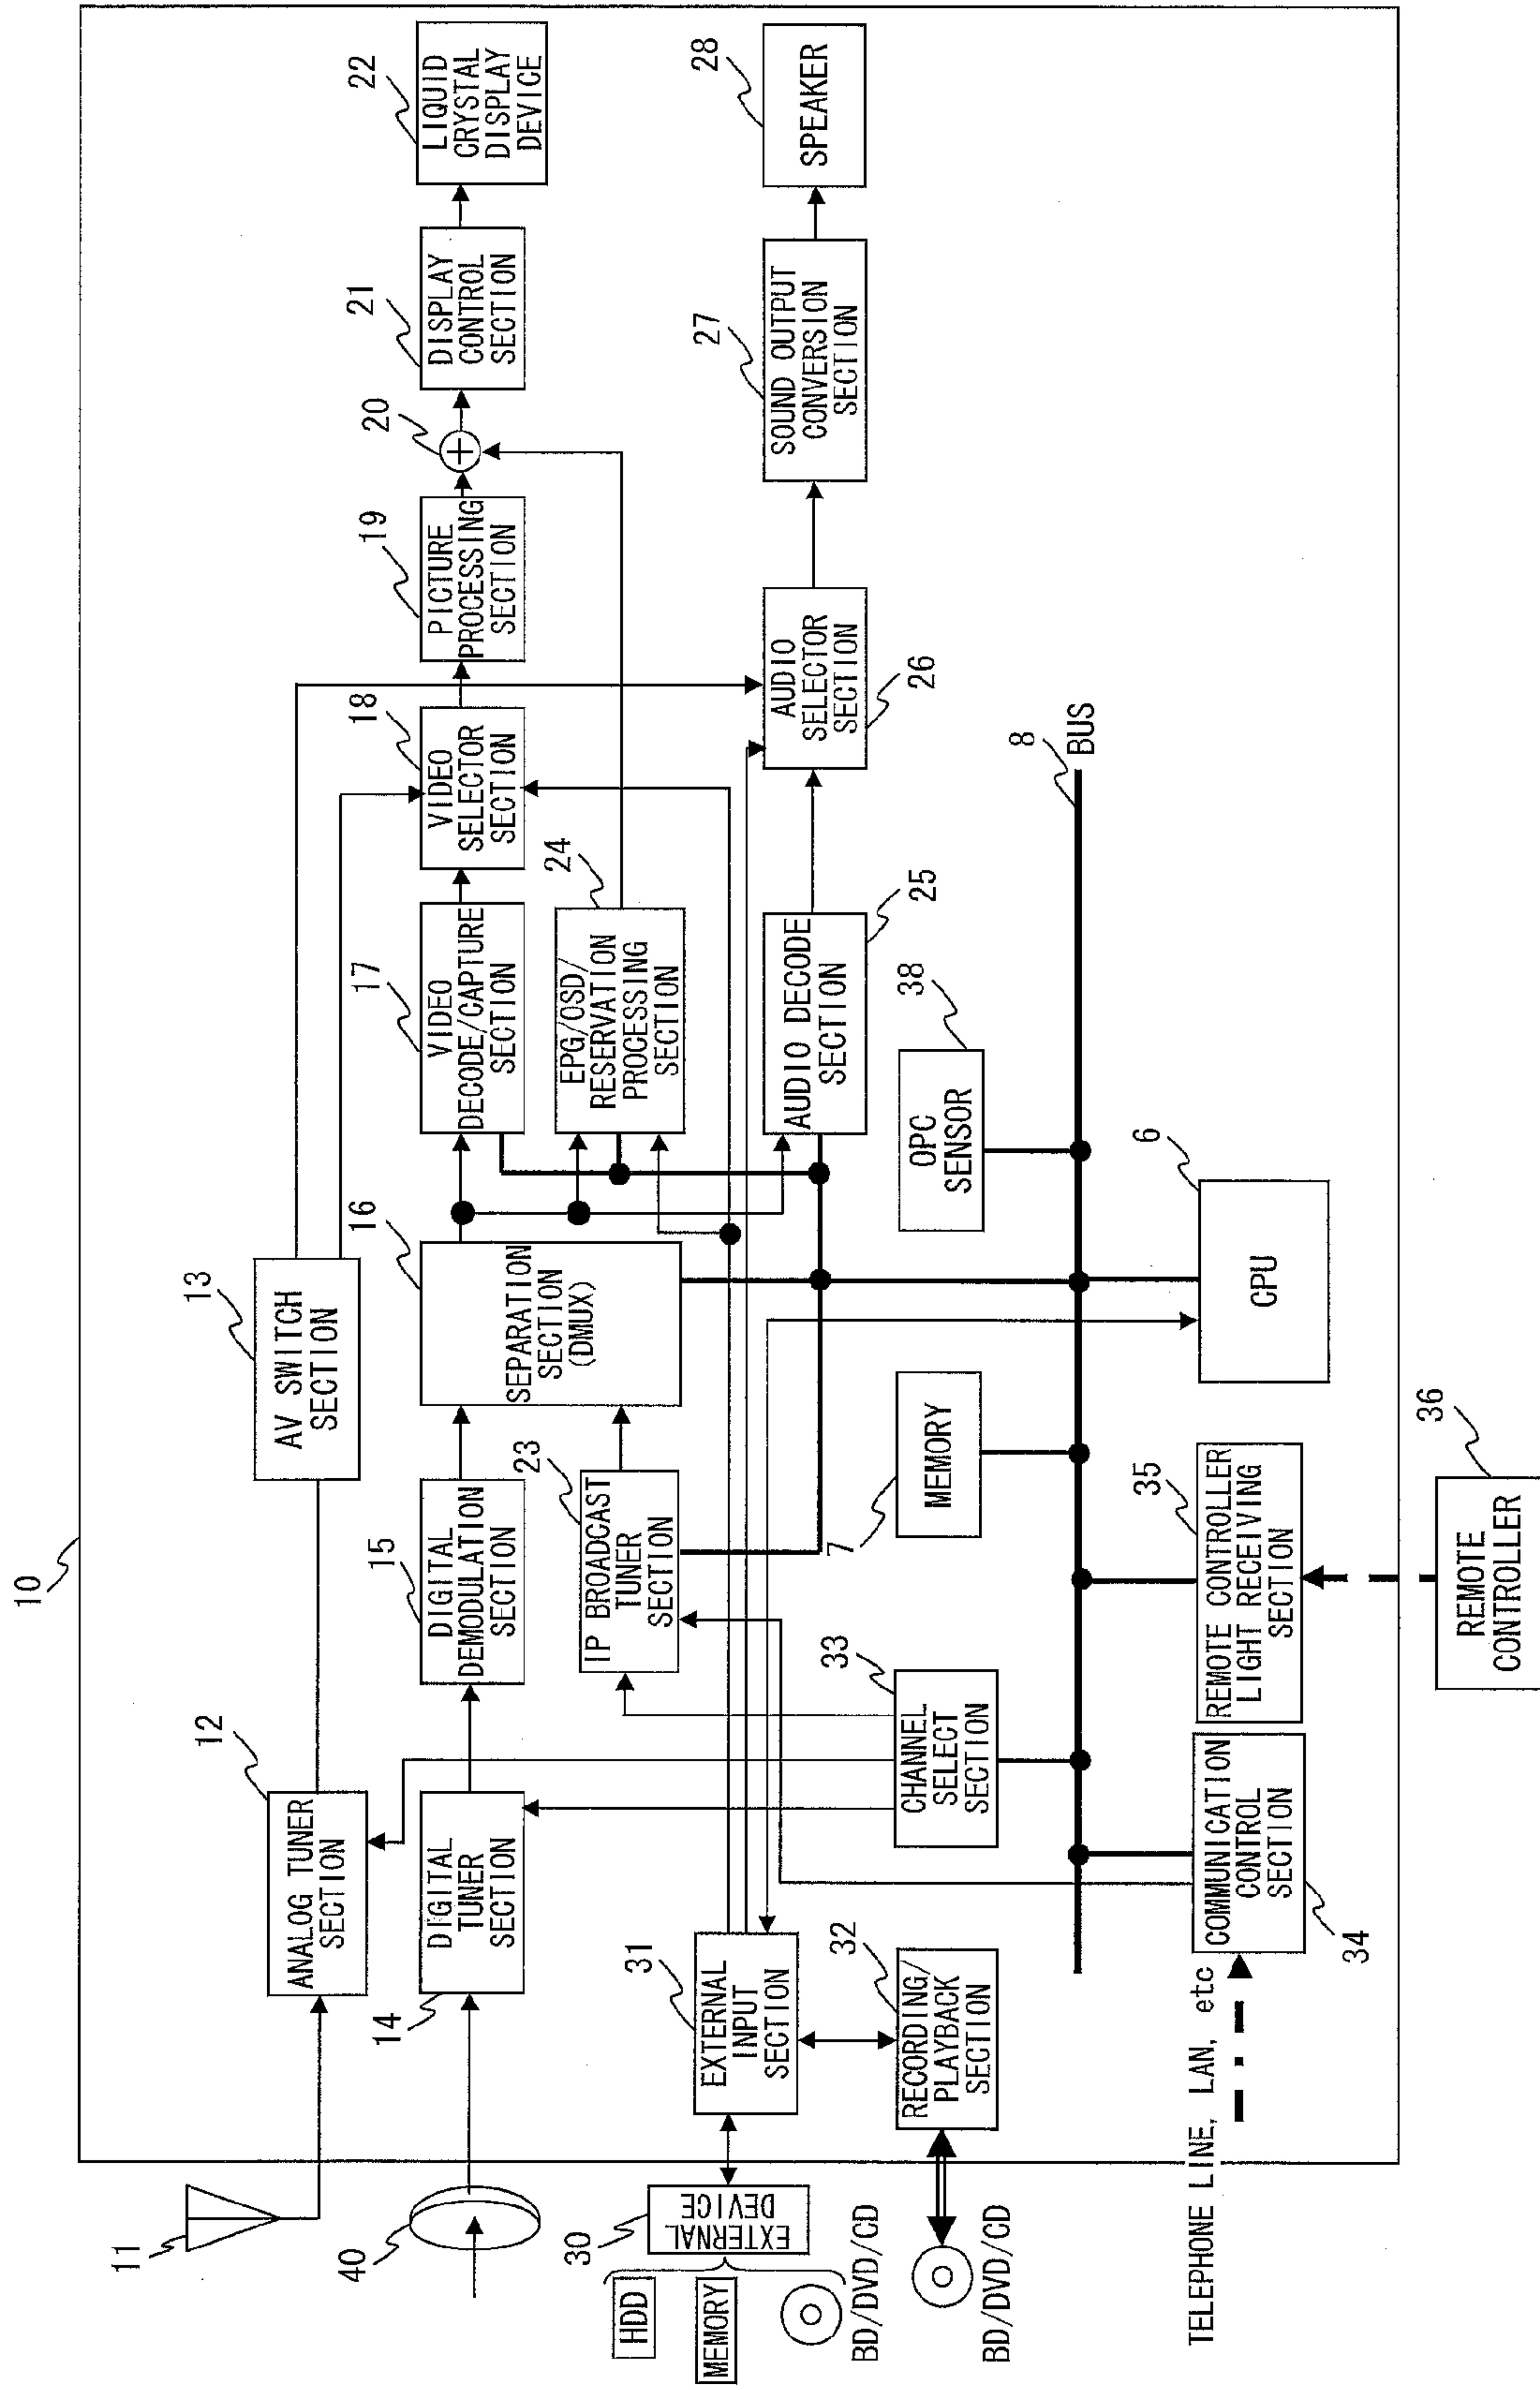 10
11
12
ANALOG TUNER
SECTION
13
AV SWITCH
SECTION
40
14
DIGITAL
TUNER
SECTION
15
DIGITAL
DEMODULATION
SECTION
16
SEPARATION
SECTION
(DMUX)
17
VIDEO
DECODE/CAPTURE
SECTION
18
VIDEO
SELECTOR
SECTION
19
PICTURE
PROCESSING
SECTION
20
+
21
DISPLAY
CONTROL
SECTION
22
LIQUID
CRYSTAL
DISPLAY
DEVICE
23
IP BROADCAST
TUNER
SECTION
24
EPG/OSD/
RESERVATION
PROCESSING
SECTION
30
EXTERNAL
DEVICE
HDD
MEMORY
BD/DVD/CD
31
EXTERNAL
INPUT
SECTION
25
AUDIO DECODE
SECTION
26
AUDIO
SELECTOR
SECTION
27
SOUND OUTPUT
CONVERSION
SECTION
28
SPEAKER
BD/DVD/CD
32
RECORDING/
PLAYBACK
SECTION
33
CHANNEL
SELECT
SECTION
7
MEMORY
38
OPC
SENSOR
8
BUS
TELEPHONE LINE, LAN, etc
34
COMMUNICATION
CONTROL
SECTION
35
REMOTE CONTROLLER
LIGHT RECEIVING
SECTION
6
CPU
36
REMOTE
CONTROLLER